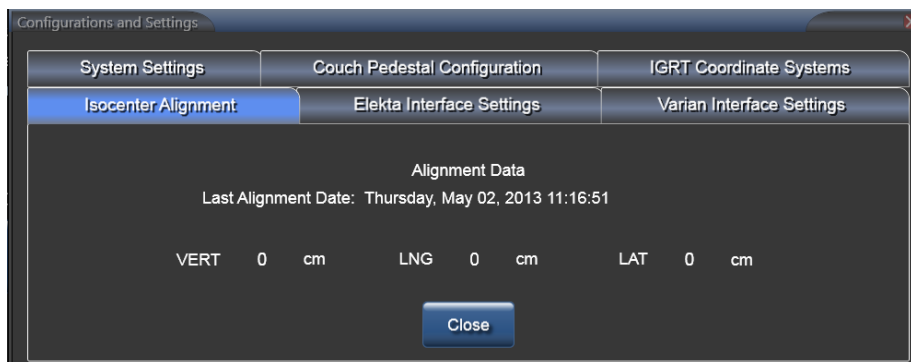 Configurations and Settings
System Settings Couch Pedestal Configuration IGRT Coordinate Systems
Isocenter Alignment Elekta Interface Settings Varian Interface Settings
Alignment Data
Last Alignment Date: Thursday, May 02, 2013 11:16:51
VERT 0 cm LNG 0 cm LAT 0 cm
Close